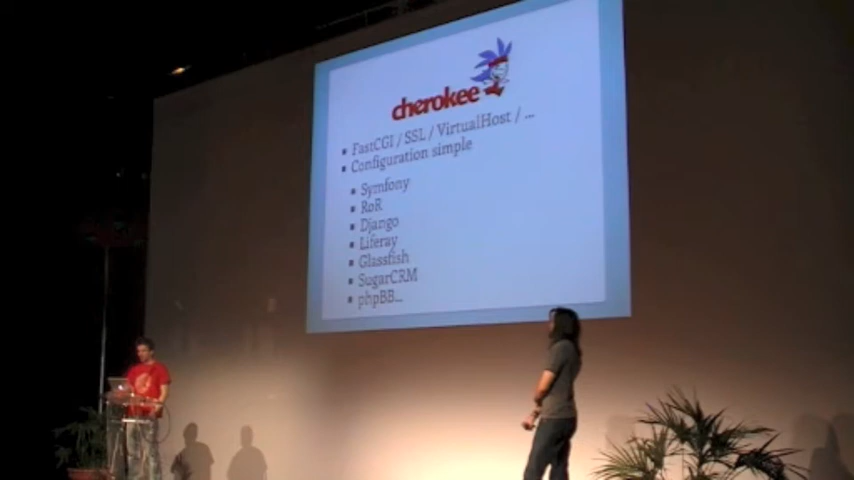 cherokee
FastCGI / SSL / VirtualHost / ...
Configuration simple
Symfony
RoR
Django
Liferay
Glassfish
SugarCRM
phpBB...